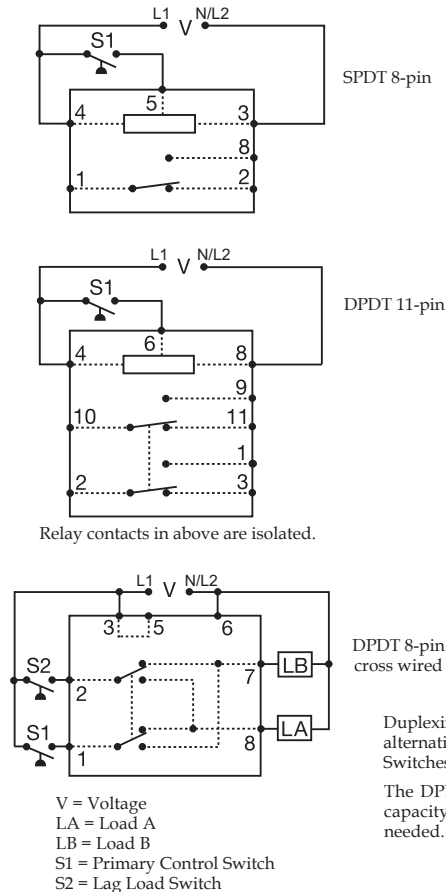 L1 V N/L2
S1
SPDT 8-pin
5
4 3
8
1 2
L1 V N/L2
S1
DPDT 11-pin
6
4 8
9
10 11
1
2 3
Relay contacts in above are isolated.
L1 V N/L2
3 5 6
DPDT 8-pin
cross wired
S2 2 7 LB
S1 1 8 LA
V = Voltage
LA = Load A
LB = Load B
S1 = Primary Control Switch
S2 = Lag Load Switch
alternati
Switches
capacity
needed.